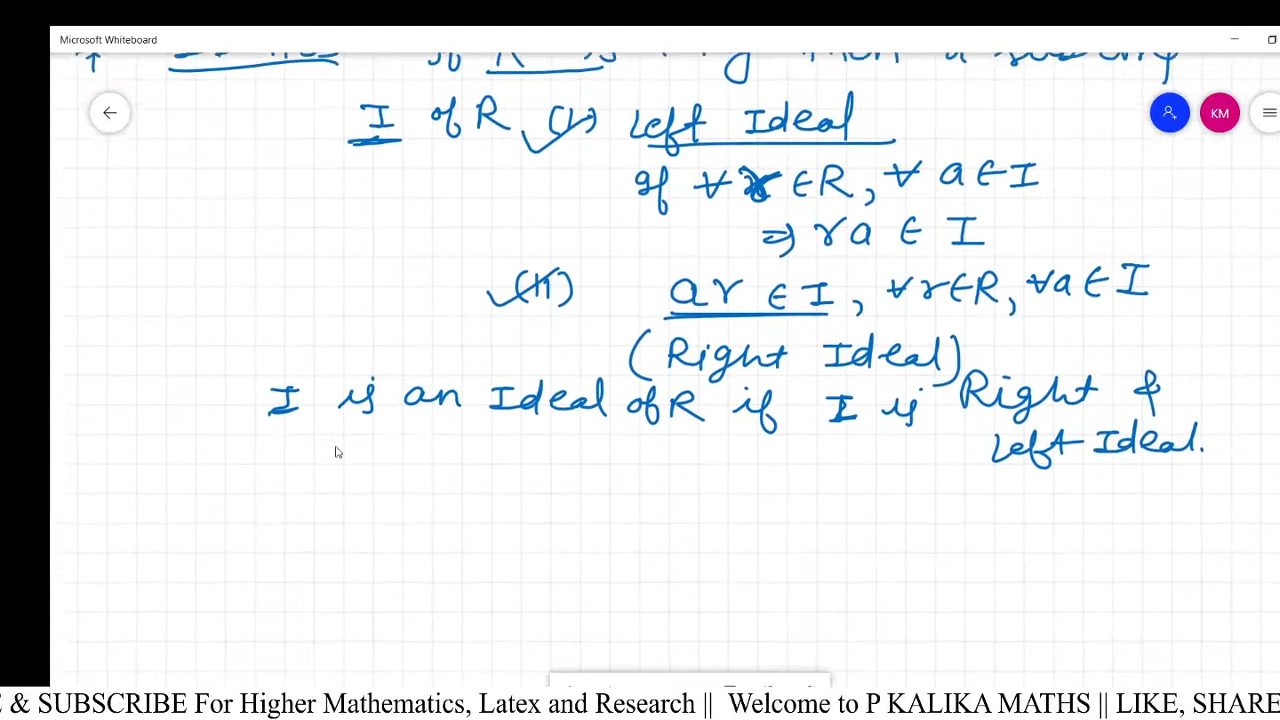 Microsoft Whiteboard
I of R, (i) Left Ideal
KM
if ∀ r ∈ R, ∀ a ∈ I
⇒ ra ∈ I
(ii) ar ∈ I, ∀ r ∈ R, ∀ a ∈ I
(Right Ideal)
I is an Ideal of R if I is Right &
Left Ideal.
& SUBSCRIBE For Higher Mathematics, Latex and Research || Welcome to P KALIKA MATHS || LIKE, SHARE